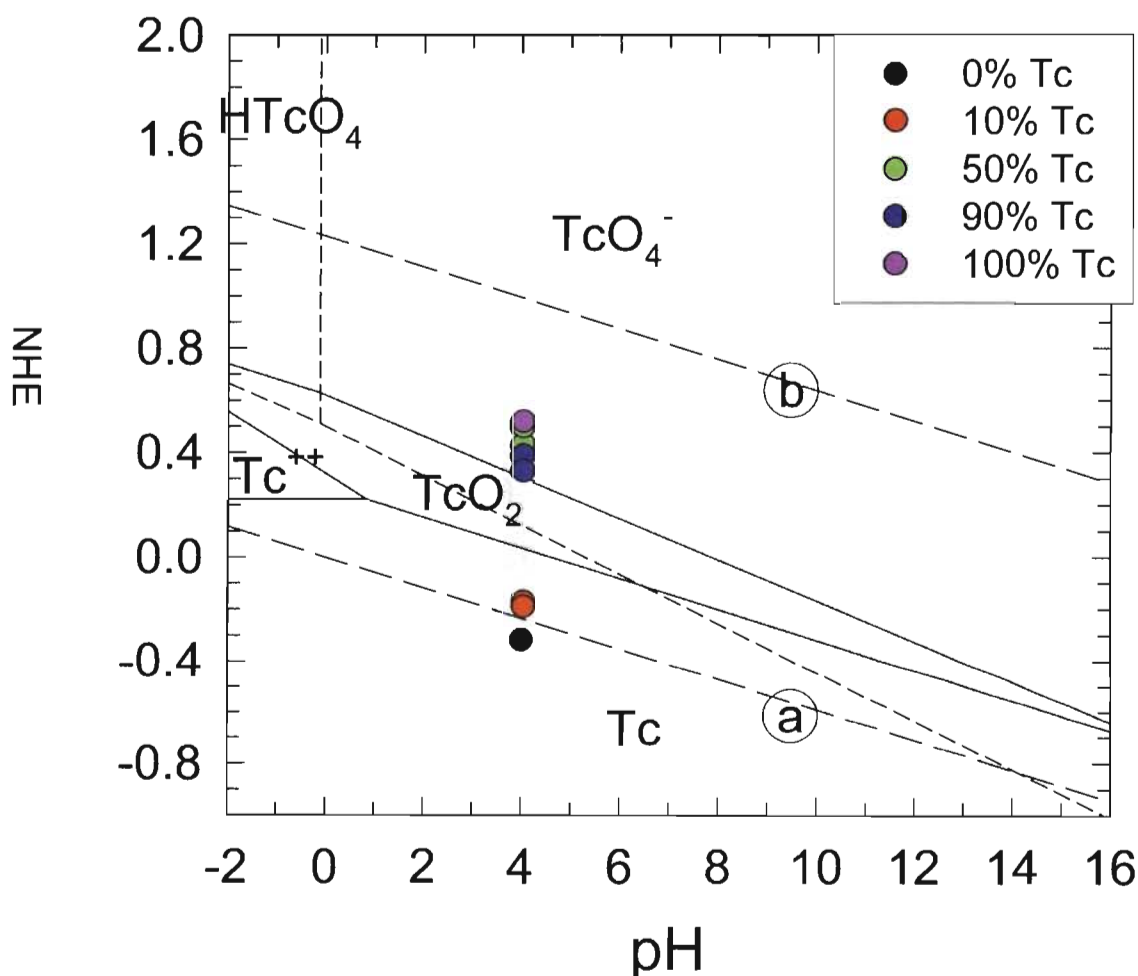 2.0
1.6
1.2
0.8
0.4
0.0
-0.4
-0.8
NHE
HTcO₄
TcO₄⁻
Tc⁺⁺
TcO₂
Tc
b
a
0% Tc
10% Tc
50% Tc
90% Tc
100% Tc
-2 0 2 4 6 8 10 12 14 16
pH